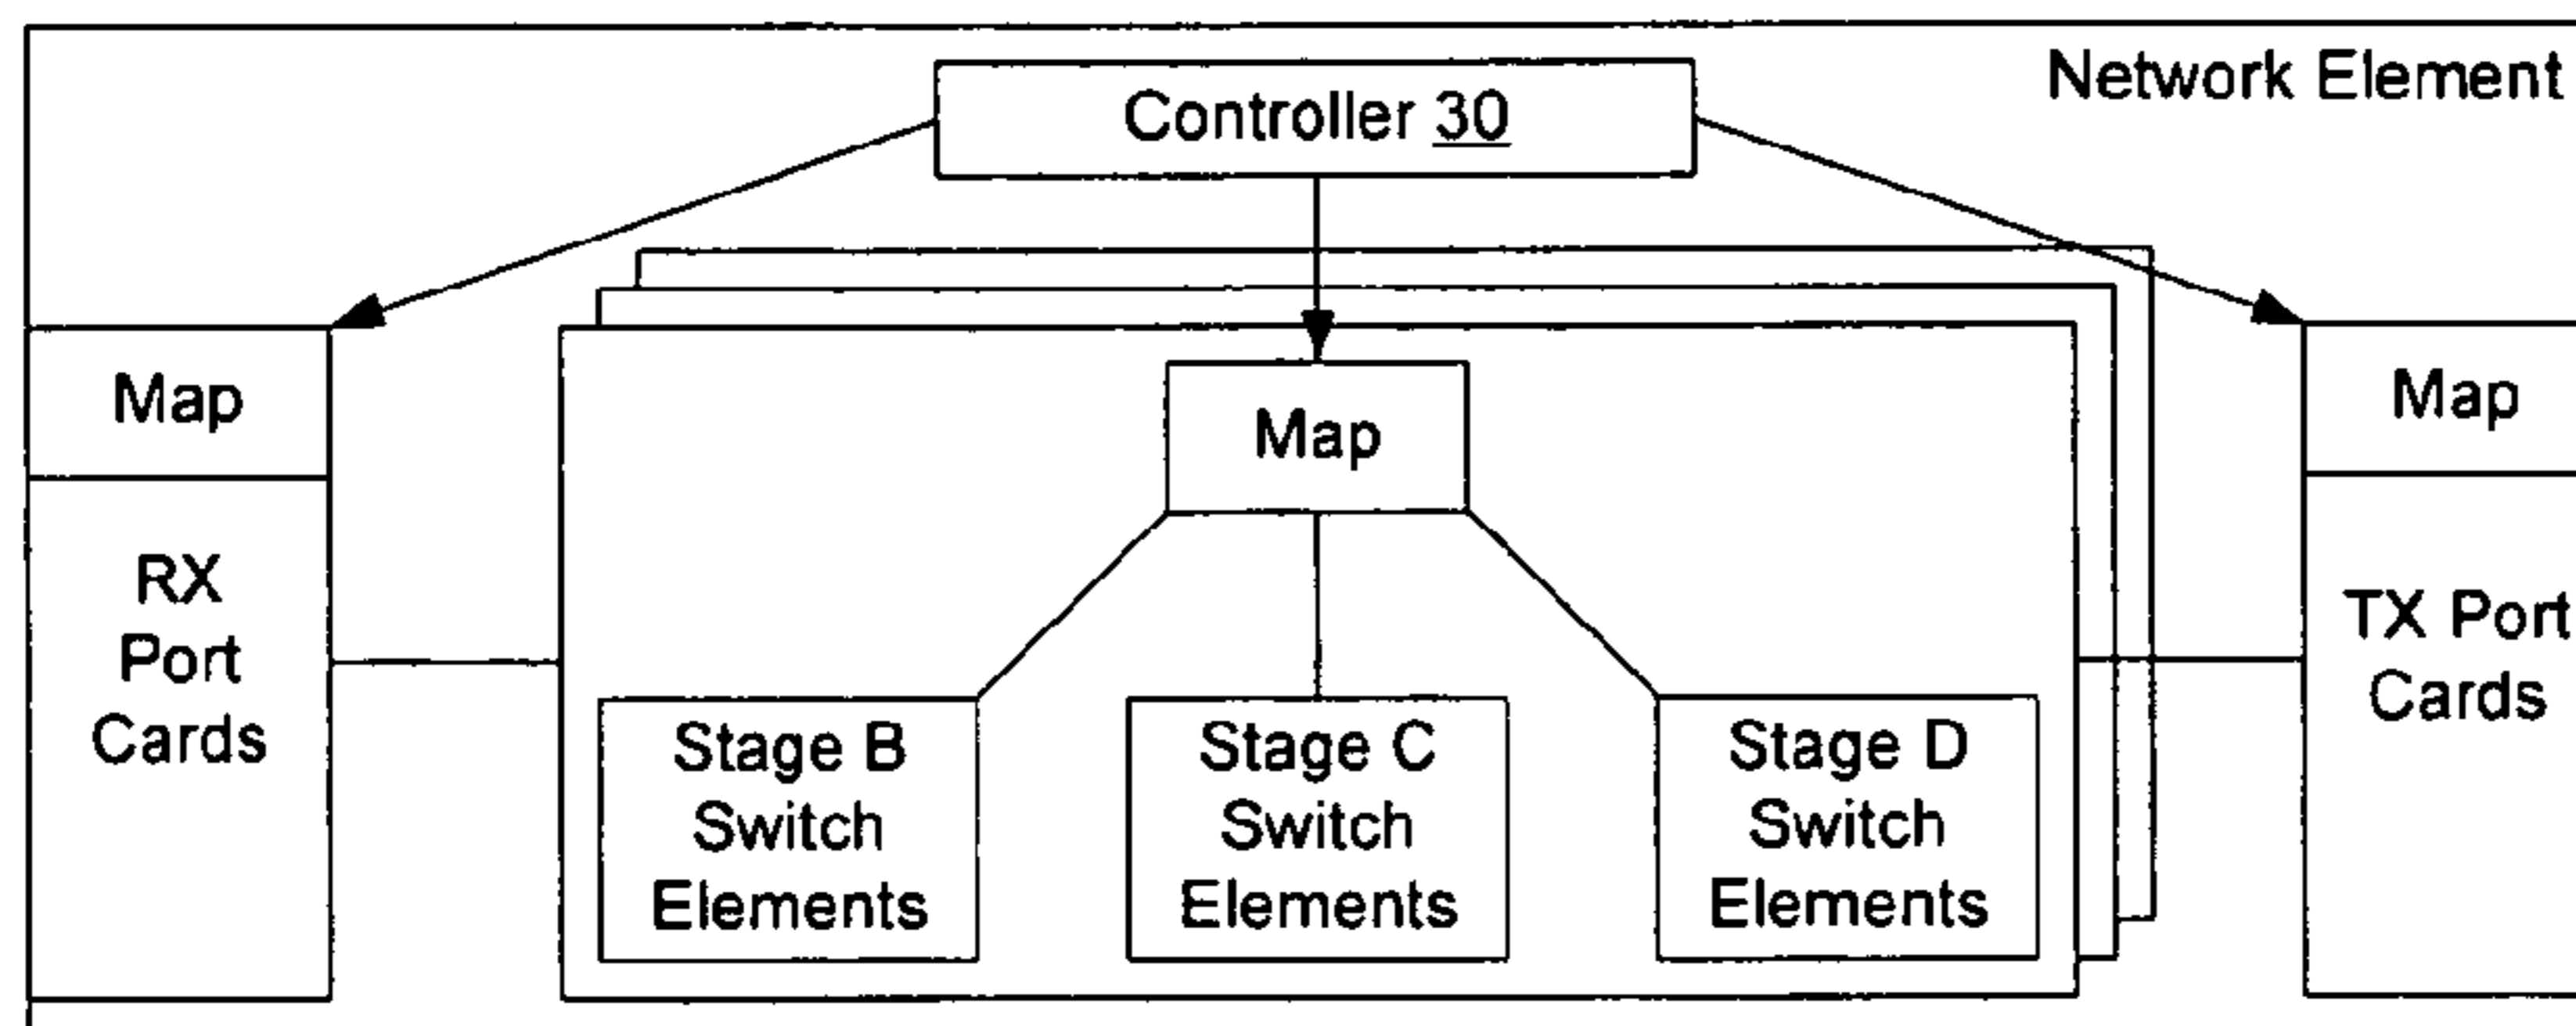 Network Element
Controller 30
Map
Map
Map
RX
Port
Cards
TX Port
Cards
Stage B
Switch
Elements
Stage C
Switch
Elements
Stage D
Switch
Elements